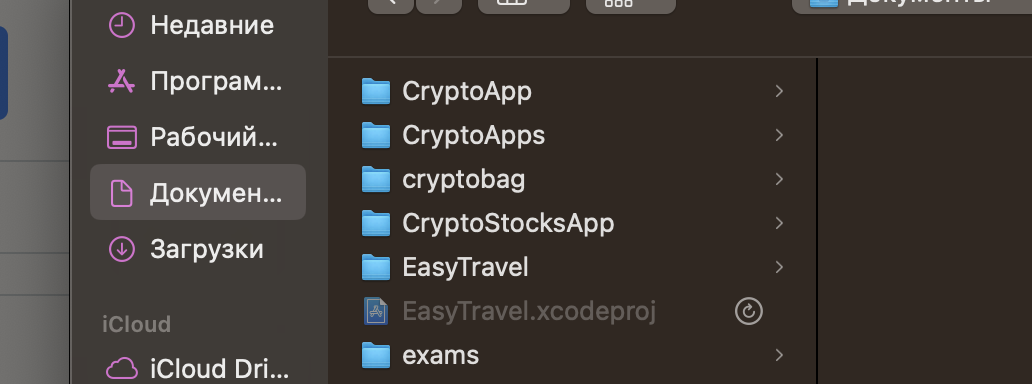 Документы
Недавние
Програм...
Рабочий...
Докумен...
Загрузки
iCloud
iCloud Dri...
CryptoApp
CryptoApps
cryptobag
CryptoStocksApp
EasyTravel
EasyTravel.xcodeproj
exams